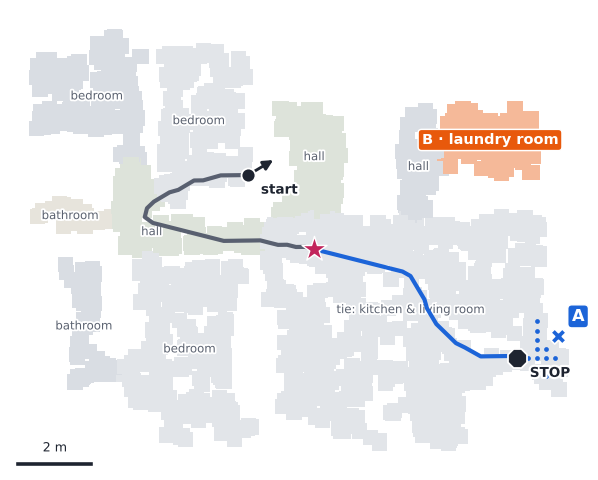 bedroom
bedroom
B · laundry room
hall
hall
start
bathroom
hall
A
tie: kitchen & living room
bathroom
bedroom
STOP
2 m